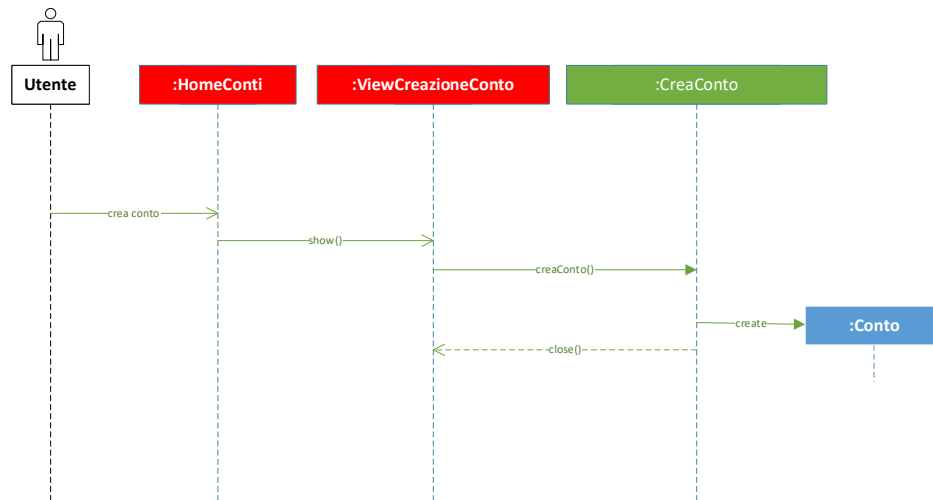 Utente
:HomeConti
:ViewCreazioneConto
:CreaConto
crea conto
show()
creaConto()
create
:Conto
close()